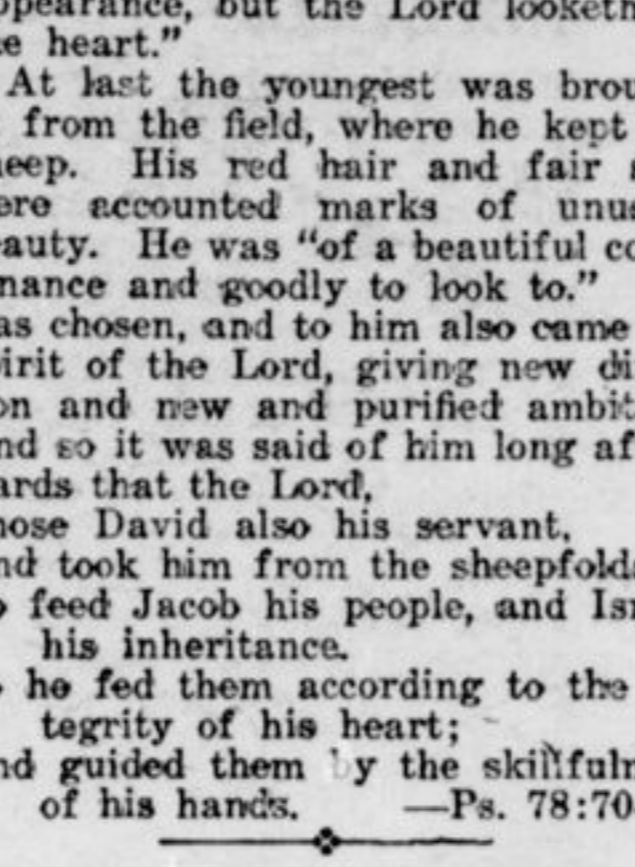 ppearance, but the Lord looketh
e heart."
At last the youngest was brou
from the field, where he kept
eep. His red hair and fair
ere accounted marks of unus
auty. He was "of a beautiful co
nance and goodly to look to."
as chosen, and to him also came
irit of the Lord, giving new di
on and new and purified ambit
nd so it was said of him long af
ards that the Lord,
hose David also his servant,
nd took him from the sheepfolds
o feed Jacob his people, and Isr
his inheritance.
he fed them according to the
tegrity of his heart;
nd guided them by the skillfuln
of his hands. —Ps. 78:70